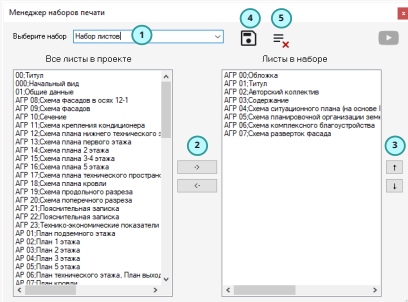 Менеджер наборов печати
Выберите набор
Набор листов
1
4
5
Все листы в проекте
Листы в наборе
00;Титул
000;Начальный вид
01;Общие данные
АГР 08;Схема фасадов в осях 12-1
АГР 09;Схема фасадов
АГР 10;Сечение
АГР 11;Схема крепления кондиционера
АГР 12;Схема плана нижнего технического э
АГР 13;Схема плана первого этажа
АГР 14;Схема плана 2 этажа
АГР 15;Схема плана 3-4 этажа
АГР 16;Схема плана 5 этажа
АГР 17;Схема плана технического простран
АГР 18;Схема плана кровли
АГР 19;Схема продольного разреза
АГР 20;Схема поперечного разреза
АГР 21;Пояснительная записка
АГР 22;Пояснительная записка
АГР 23;Технико-экономические показатели
АР 01;План подземного этажа
АР 02;План 1 этажа
АР 03;План 2 этажа
АР 04;План 3 этажа
АР 05;План 5 этажа
АР 06;План технического этажа, План выход
АР 07;План кровли
2
->
<-
АГР 00;Обложка
АГР 01;Титул
АГР 02;Авторский коллектив
АГР 03;Содержание
АГР 04;Схема ситуационного плана (на основе I
АГР 05;Схема планировочной организации земе
АГР 06;Схема комплексного благоустройства
АГР 07;Схема разверток фасада
3
↑
↓